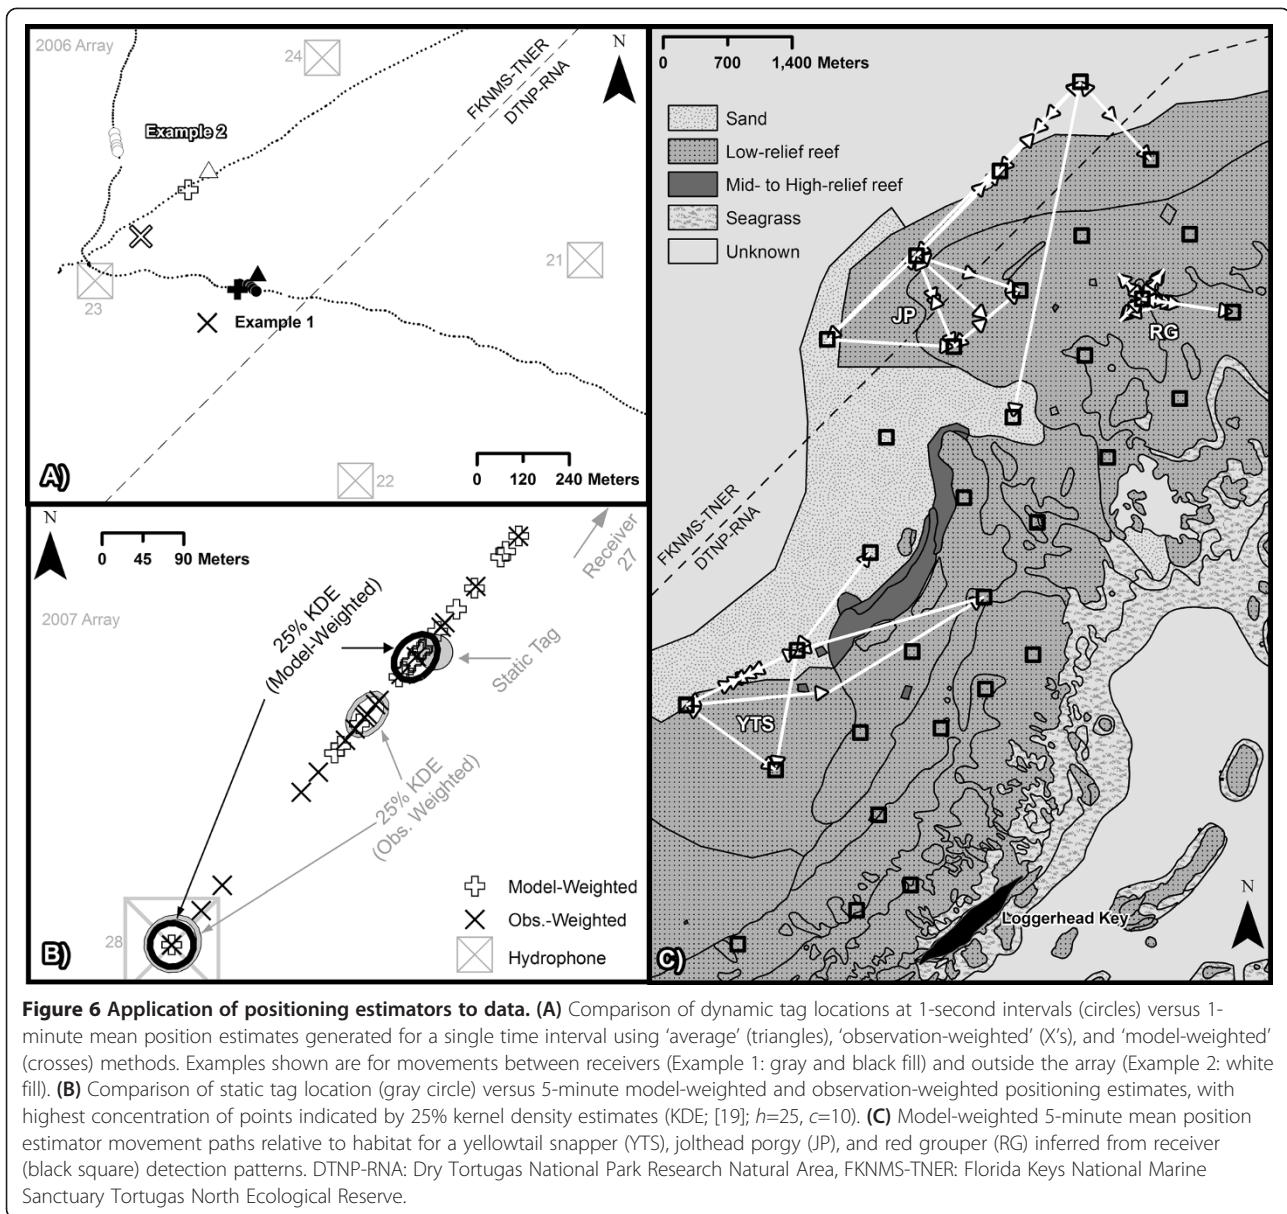 2006 Array
24
N
FKNMS-TNER
DTNP-RNA
Example 2
21
23
Example 1
22
0 120 240 Meters
A)
N
0 45 90 Meters
2007 Array
Receiver
27
25% KDE
(Model-Weighted)
Static Tag
25% KDE
(Obs. Weighted)
28
Model-Weighted
Obs.-Weighted
Hydrophone
B)
0 700 1,400 Meters
Sand
Low-relief reef
Mid- to High-relief reef
Seagrass
Unknown
JP
RG
FKNMS-TNER
DTNP-RNA
YTS
N
Loggerhead Key
C)
Figure 6 Application of positioning estimators to data. (A) Comparison of dynamic tag locations at 1-second intervals (circles) versus 1-
minute mean position estimates generated for a single time interval using ‘average’ (triangles), ‘observation-weighted’ (X’s), and ‘model-weighted’
(crosses) methods. Examples shown are for movements between receivers (Example 1: gray and black fill) and outside the array (Example 2: white
fill). (B) Comparison of static tag location (gray circle) versus 5-minute model-weighted and observation-weighted positioning estimates, with
highest concentration of points indicated by 25% kernel density estimates (KDE; [19]; h=25, c=10). (C) Model-weighted 5-minute mean position
estimator movement paths relative to habitat for a yellowtail snapper (YTS), jolthead porgy (JP), and red grouper (RG) inferred from receiver
(black square) detection patterns. DTNP-RNA: Dry Tortugas National Park Research Natural Area, FKNMS-TNER: Florida Keys National Marine
Sanctuary Tortugas North Ecological Reserve.